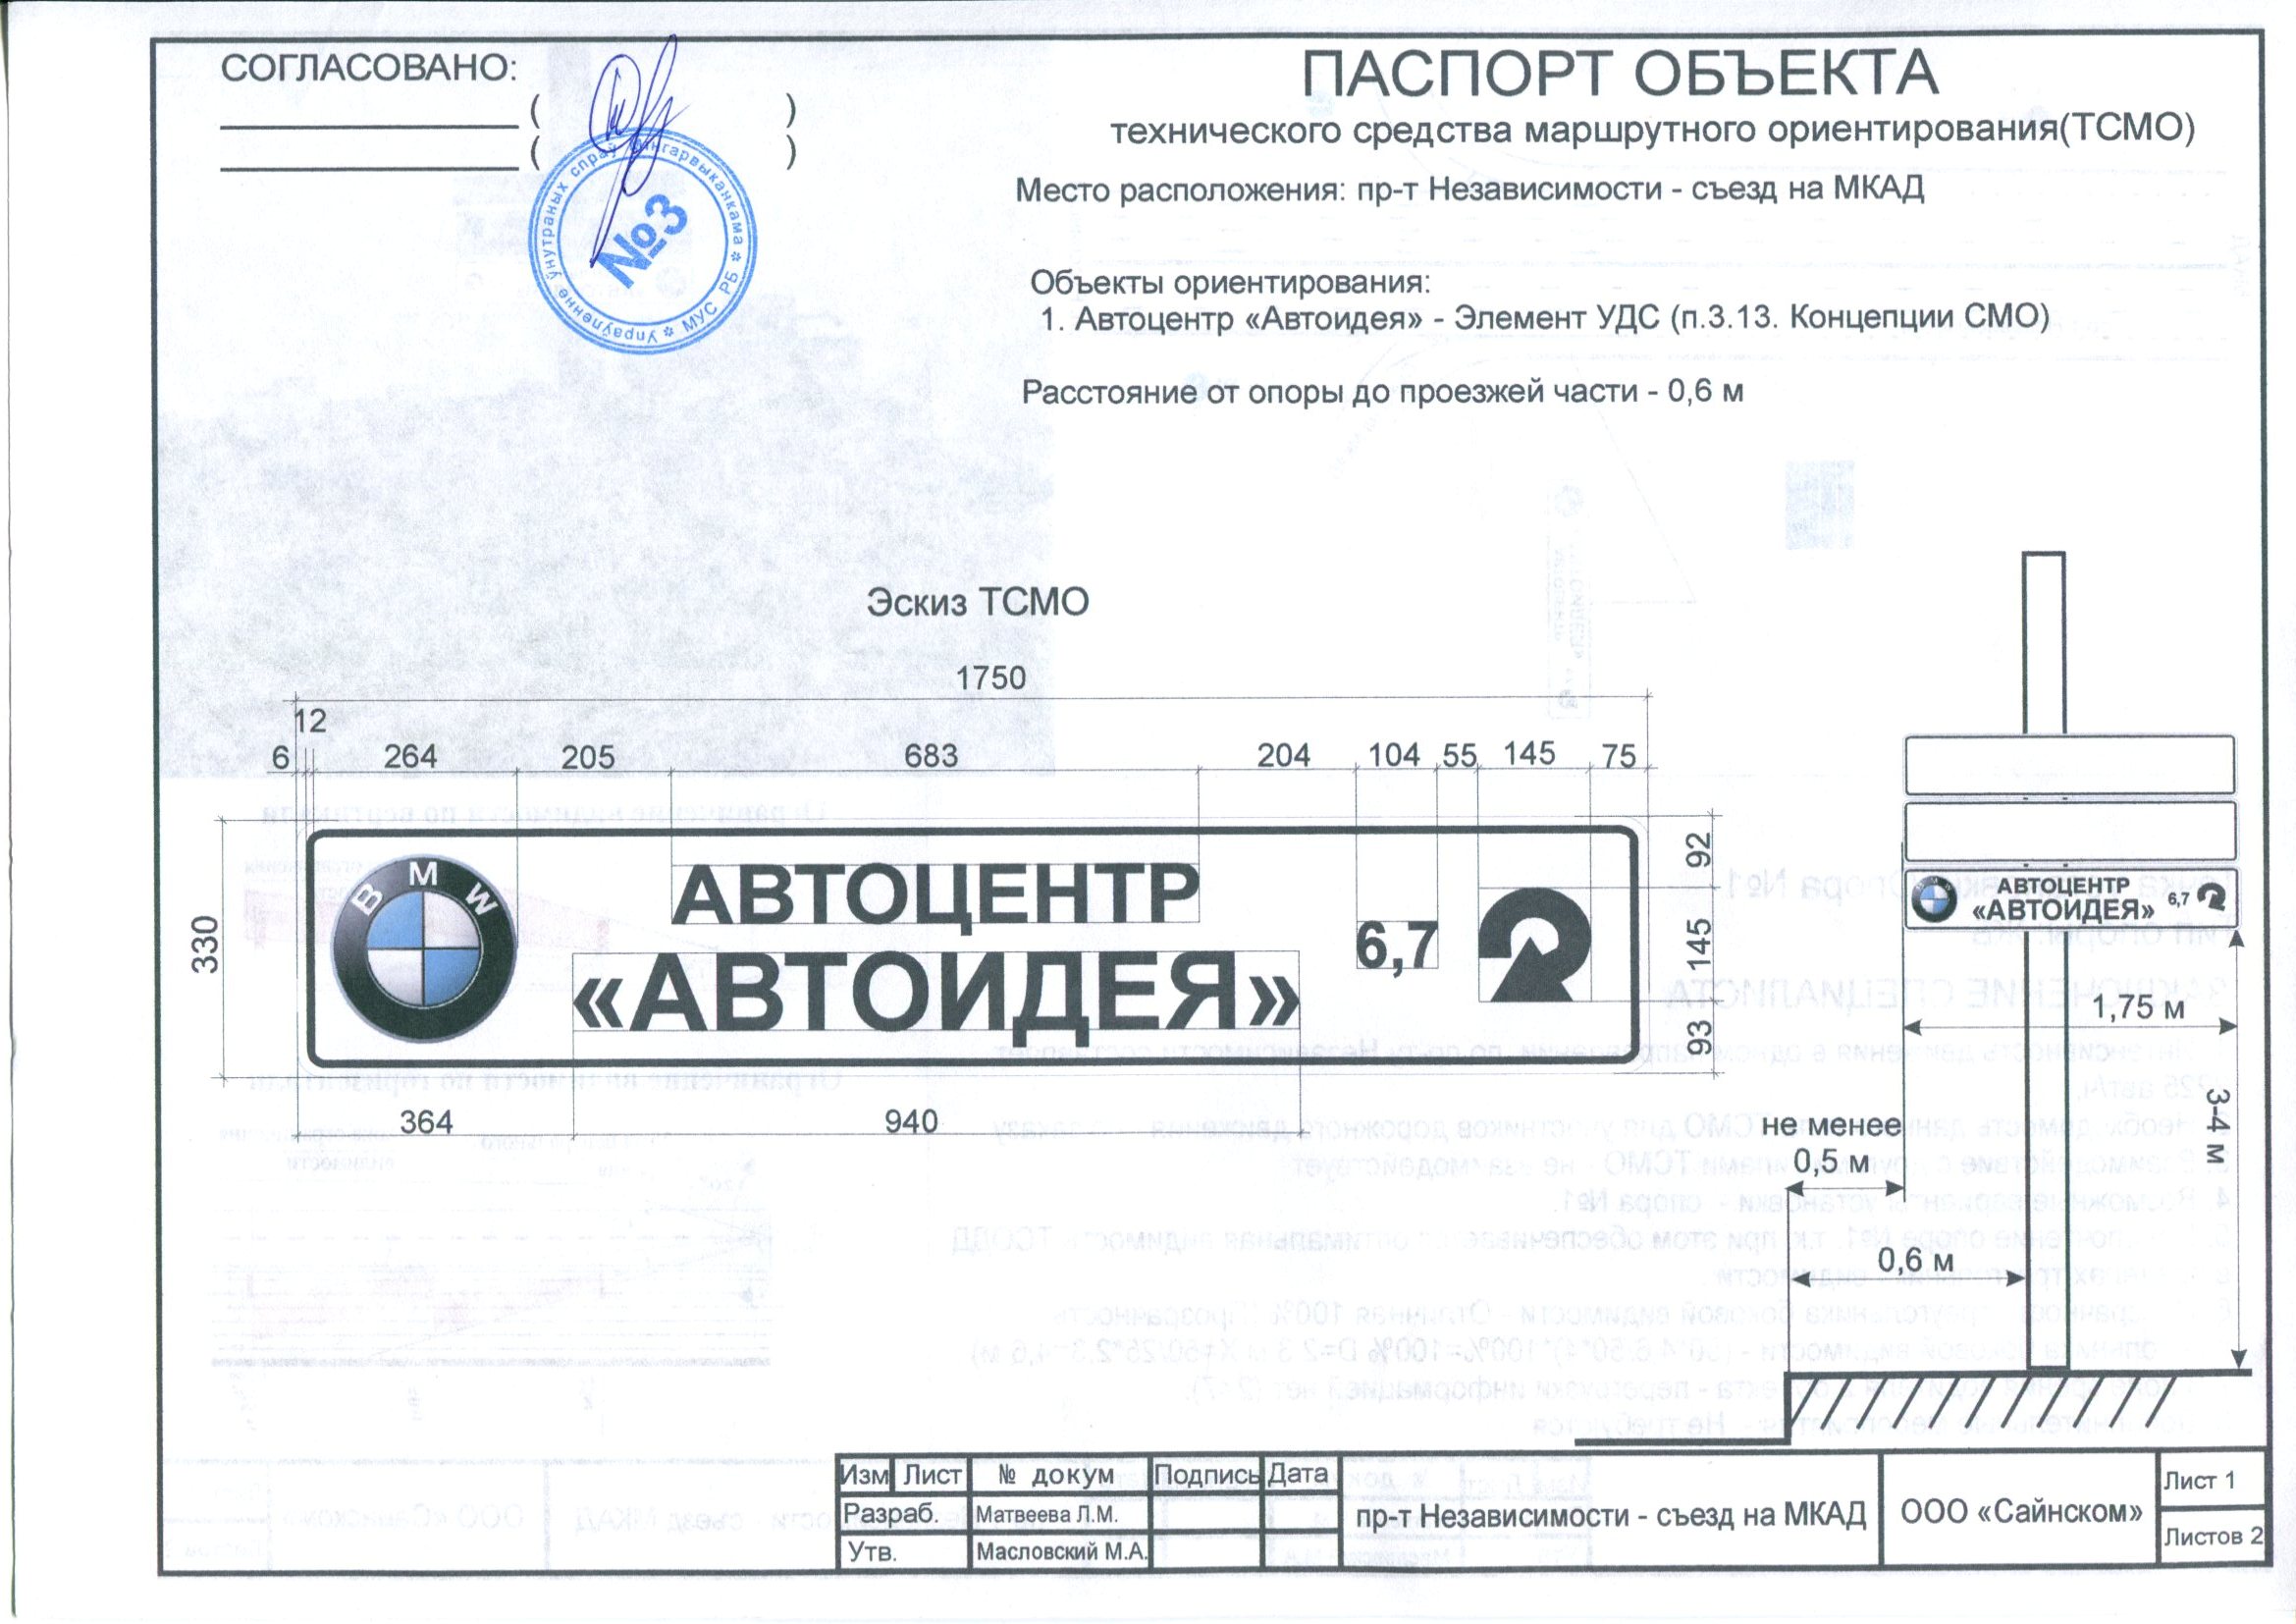 СОГЛАСОВАНО:
( )
( )
Упраўленне ўнутраных спраў Мінгарвыканкама * МУС РБ *
№3
ПАСПОРТ ОБЪЕКТА
технического средства маршрутного ориентирования(ТСМО)
Место расположения: пр-т Независимости - съезд на МКАД
Объекты ориентирования:
1. Автоцентр «Автоидея» - Элемент УДС (п.3.13. Концепции СМО)
Расстояние от опоры до проезжей части - 0,6 м
Эскиз ТСМО
1750
12
6 264 205 683 204 104 55 145 75
330
BMW
АВТОЦЕНТР
«АВТОИДЕЯ»
6,7
92
145
93
364 940
АВТОЦЕНТР
«АВТОИДЕЯ» 6,7
1,75 м
3-4 м
не менее
0,5 м
0,6 м
Изм Лист № докум Подпись Дата
Разраб. Матвеева Л.М.
Утв. Масловский М.А.
пр-т Независимости - съезд на МКАД
ООО «Сайнском»
Лист 1
Листов 2